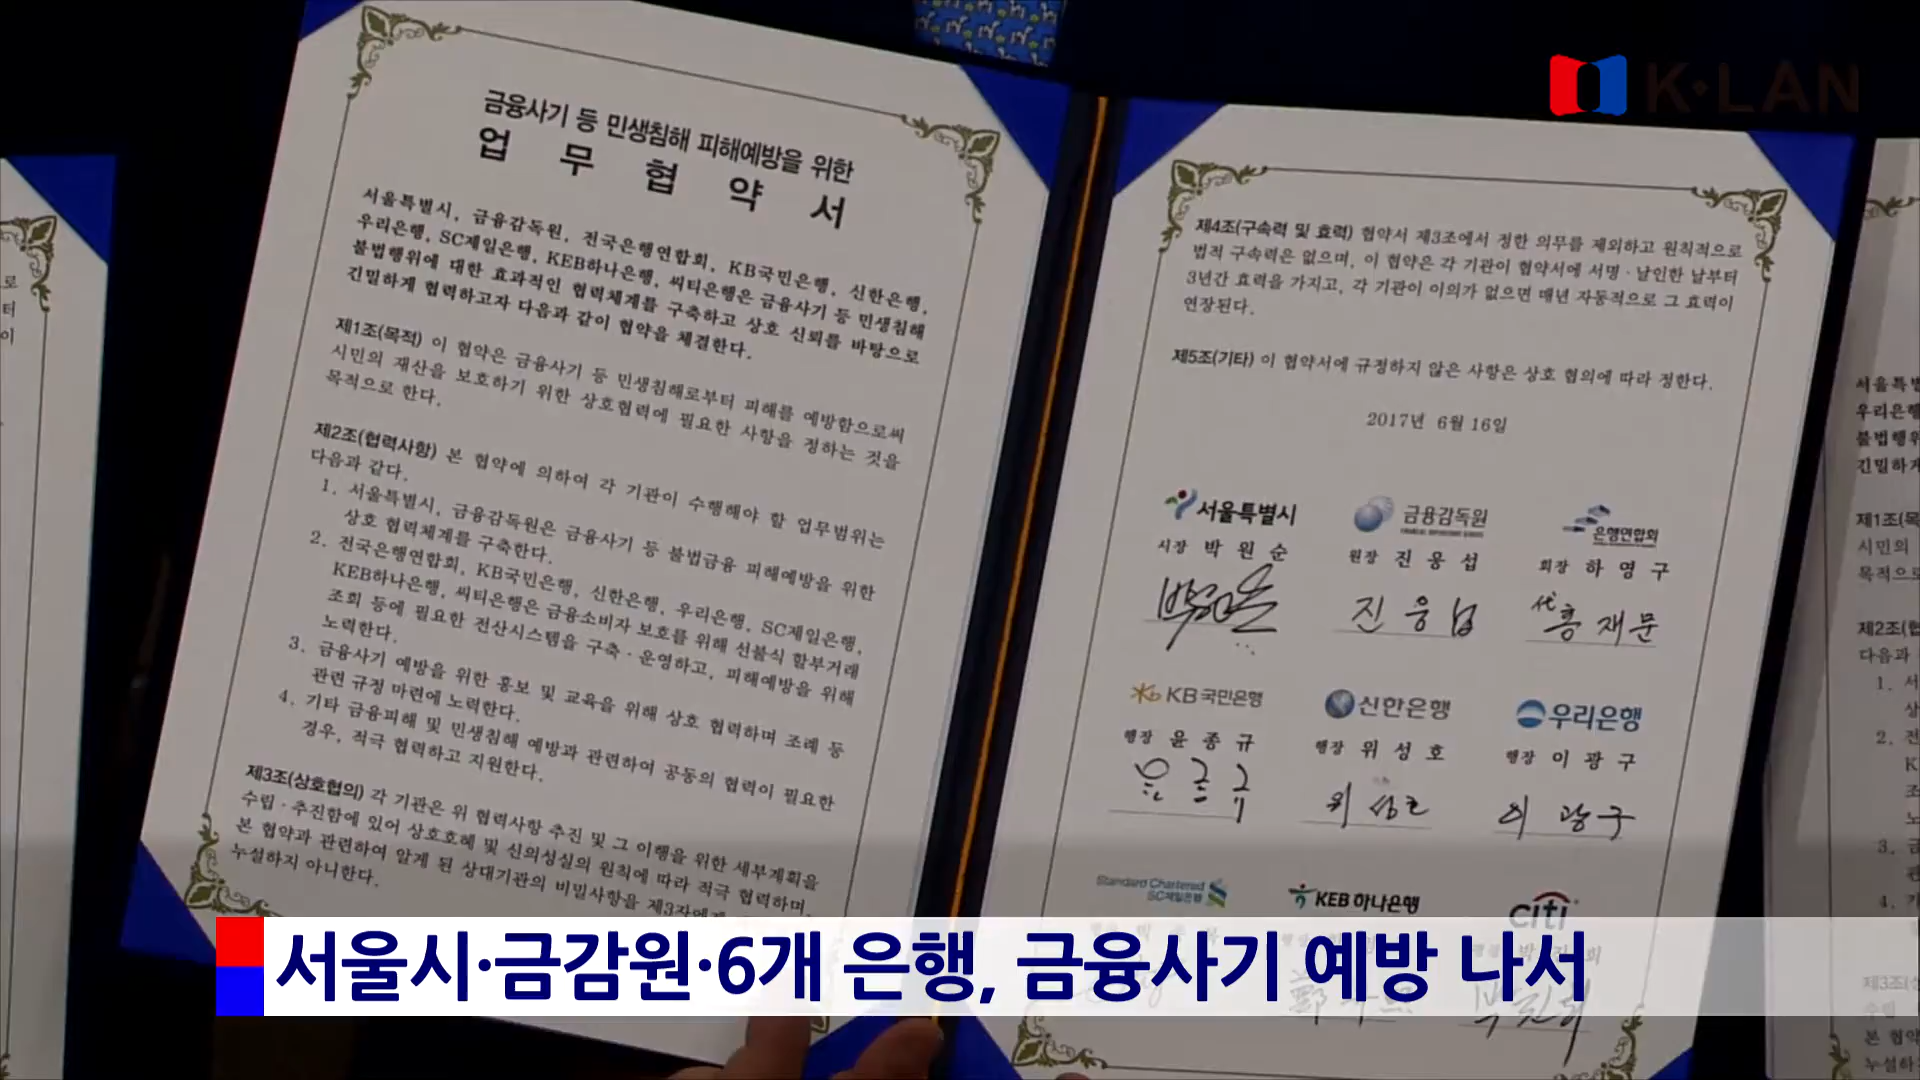 K·LAN
금융사기 등 민생침해 피해예방을 위한
업 무 협 약 서
서울특별시, 금융감독원, 전국은행연합회, KB국민은행, 신한은행,
우리은행, SC제일은행, KEB하나은행, 씨티은행은 금융사기 등 민생침해
불법행위에 대한 효과적인 협력체계를 구축하고 상호 신뢰를 바탕으로
긴밀하게 협력하고자 다음과 같이 협약을 체결한다.
제1조(목적) 이 협약은 금융사기 등 민생침해로부터 피해를 예방함으로써
시민의 재산을 보호하기 위한 상호협력에 필요한 사항을 정하는 것을
목적으로 한다.
제2조(협력사항) 본 협약에 의하여 각 기관이 수행해야 할 업무범위는
다음과 같다.
1. 서울특별시, 금융감독원은 금융사기 등 불법금융 피해예방을 위한
상호 협력체계를 구축한다.
2. 전국은행연합회, KB국민은행, 신한은행, 우리은행, SC제일은행,
KEB하나은행, 씨티은행은 금융소비자 보호를 위해 선불식 할부거래
조회 등에 필요한 전산시스템을 구축·운영하고, 피해예방을 위해
노력한다.
3. 금융사기 예방을 위한 홍보 및 교육을 위해 상호 협력하며 조례 등
관련 규정 마련에 노력한다.
4. 기타 금융피해 및 민생침해 예방과 관련하여 공동의 협력이 필요한
경우, 적극 협력하고 지원한다.
제3조(상호협의) 각 기관은 위 협력사항 추진 및 그 이행을 위한 세부계획을
수립·추진함에 있어 상호호혜 및 신의성실의 원칙에 따라 적극 협력하며,
본 협약과 관련하여 알게 된 상대기관의 비밀사항을 제3자에게
누설하지 아니한다.
제4조(구속력 및 효력) 협약서 제3조에서 정한 의무를 제외하고 원칙적으로
법적 구속력은 없으며, 이 협약은 각 기관이 협약서에 서명·날인한 날부터
3년간 효력을 가지고, 각 기관이 이의가 없으면 매년 자동적으로 그 효력이
연장된다.
제5조(기타) 이 협약서에 규정하지 않은 사항은 상호 협의에 따라 정한다.
2017년 6월 16일
서울특별시 금융감독원 은행연합회
시장 박 원 순 원장 진 웅 섭 회장 하 영 구
박원순 진웅섭 代 홍재문
KB국민은행 신한은행 우리은행
행장 윤 종 규 행장 위 성 호 행장 이 광 구
윤종규 위성호 이광구
Standard Chartered SC제일은행 KEB하나은행 citi
서울시·금감원·6개 은행, 금융사기 예방 나서